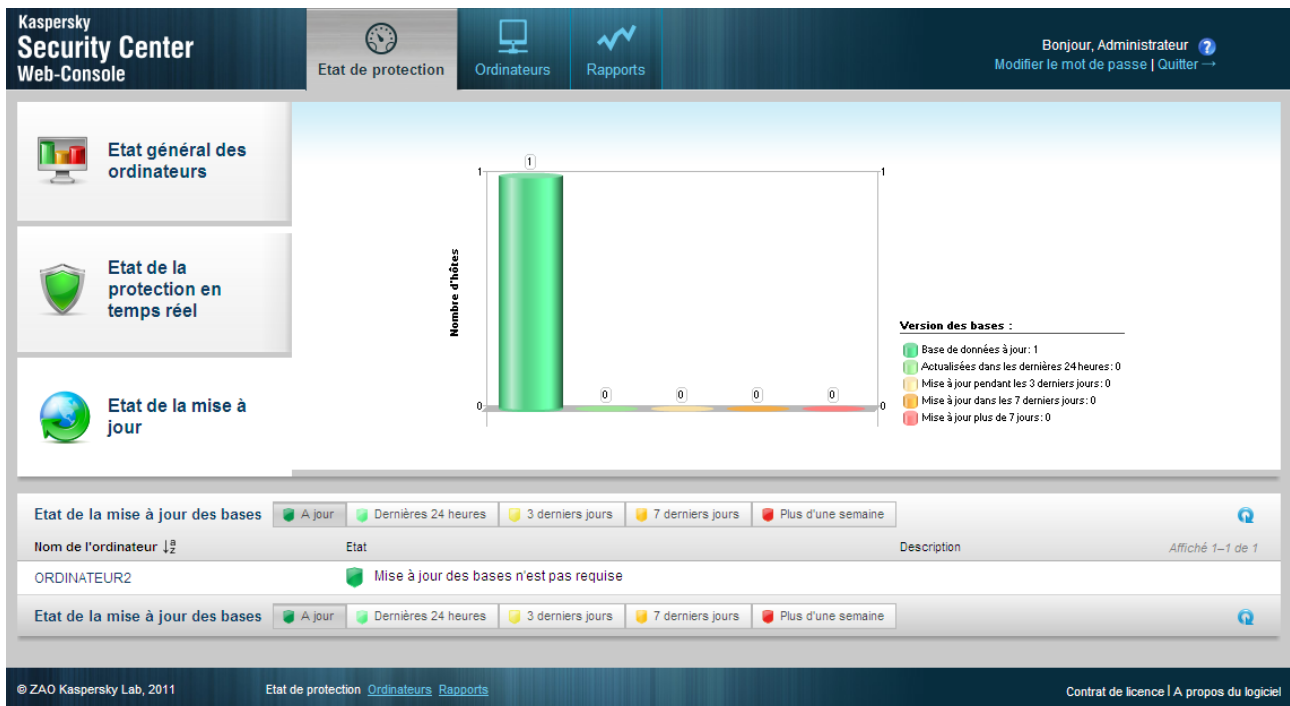 Kaspersky
Security Center
Web-Console
Etat de protection
Ordinateurs
Rapports
Bonjour, Administrateur ?
Modifier le mot de passe | Quitter →
Etat général des
ordinateurs
Etat de la
protection en
temps réel
Etat de la mise à
jour
1
1
1
Nombre d'hôtes
0
0
0
0
0
0
Version des bases :
Base de données à jour: 1
Actualisées dans les dernières 24 heures: 0
Mise à jour pendant les 3 derniers jours: 0
Mise à jour dans les 7 derniers jours: 0
Mise à jour plus de 7 jours: 0
Etat de la mise à jour des bases A jour Dernières 24 heures 3 derniers jours 7 derniers jours Plus d'une semaine
Nom de l'ordinateur ↓a z Etat Description Affiché 1–1 de 1
ORDINATEUR2 Mise à jour des bases n'est pas requise
Etat de la mise à jour des bases A jour Dernières 24 heures 3 derniers jours 7 derniers jours Plus d'une semaine
© ZAO Kaspersky Lab, 2011 Etat de protection Ordinateurs Rapports Contrat de licence | A propos du logiciel